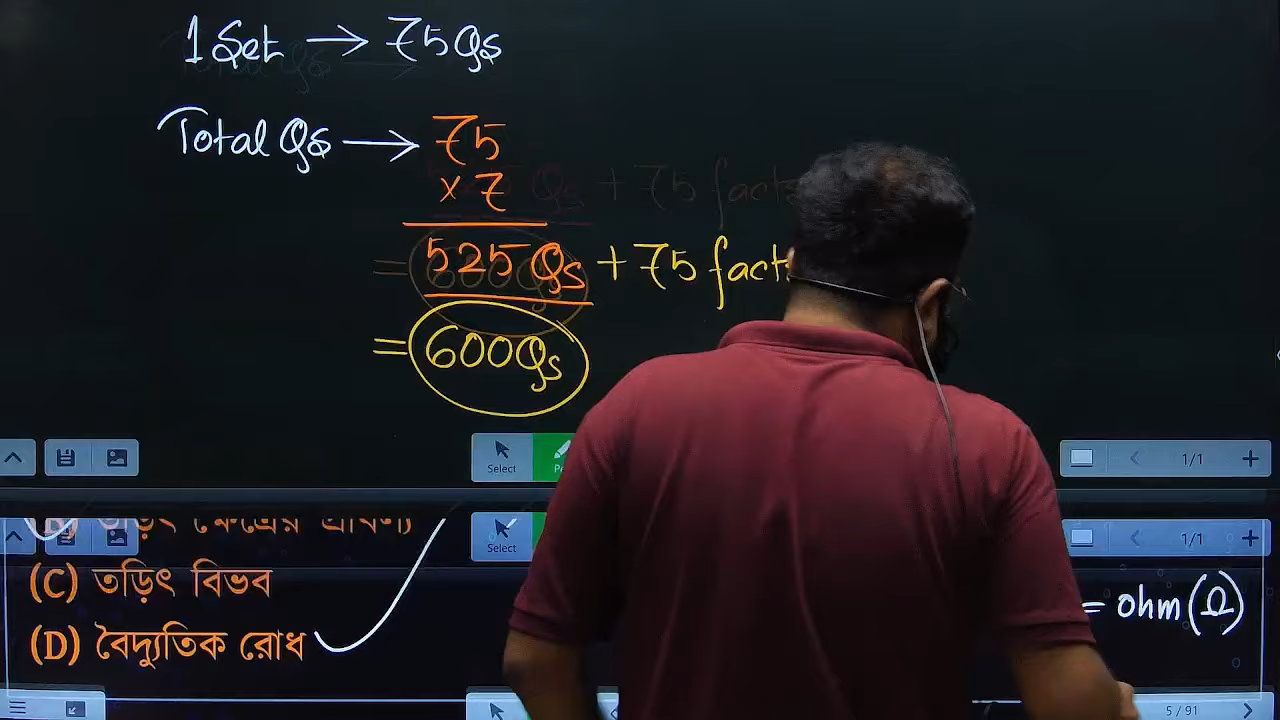 1 Set → 75 Qs
Total Qs → 75
× 7
= 525 Qs + 75 fact
= 600 Qs
Select
1/1
Select
1/1
(C) তড়িৎ বিভব
(D) বৈদ্যুতিক রোধ
= ohm (Ω)
5 / 91